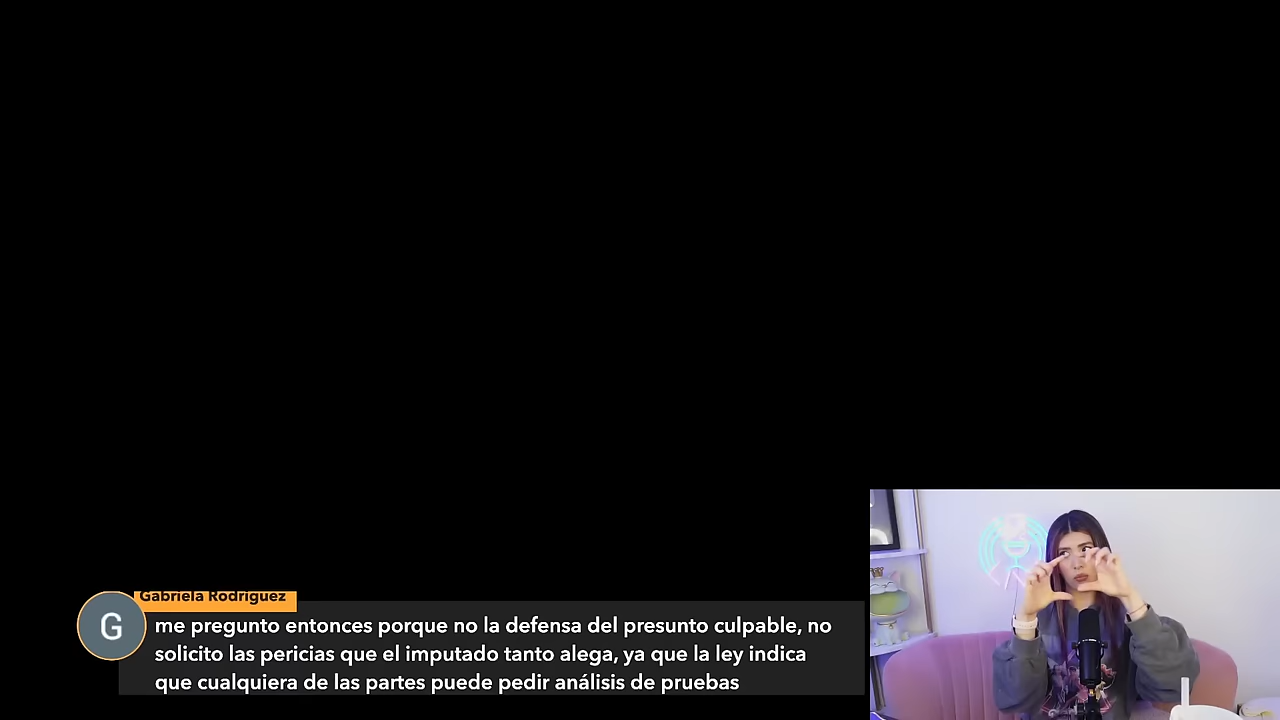 Gabriela Rodriguez
G
me pregunto entonces porque no la defensa del presunto culpable, no
solicito las pericias que el imputado tanto alega, ya que la ley indica
que cualquiera de las partes puede pedir análisis de pruebas